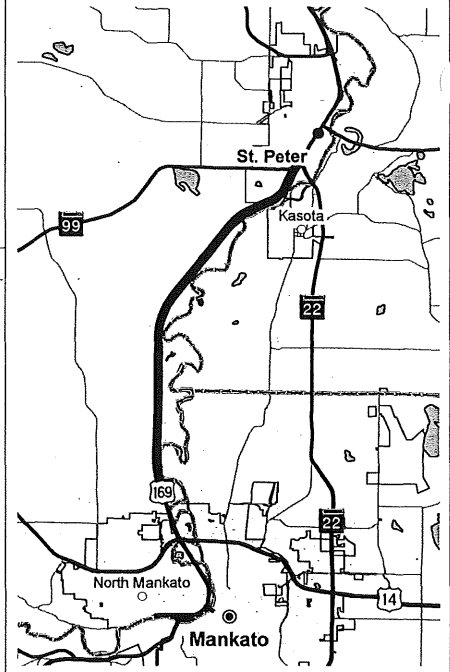 St. Peter
Kasota
99
22
169
22
North Mankato
14
Mankato